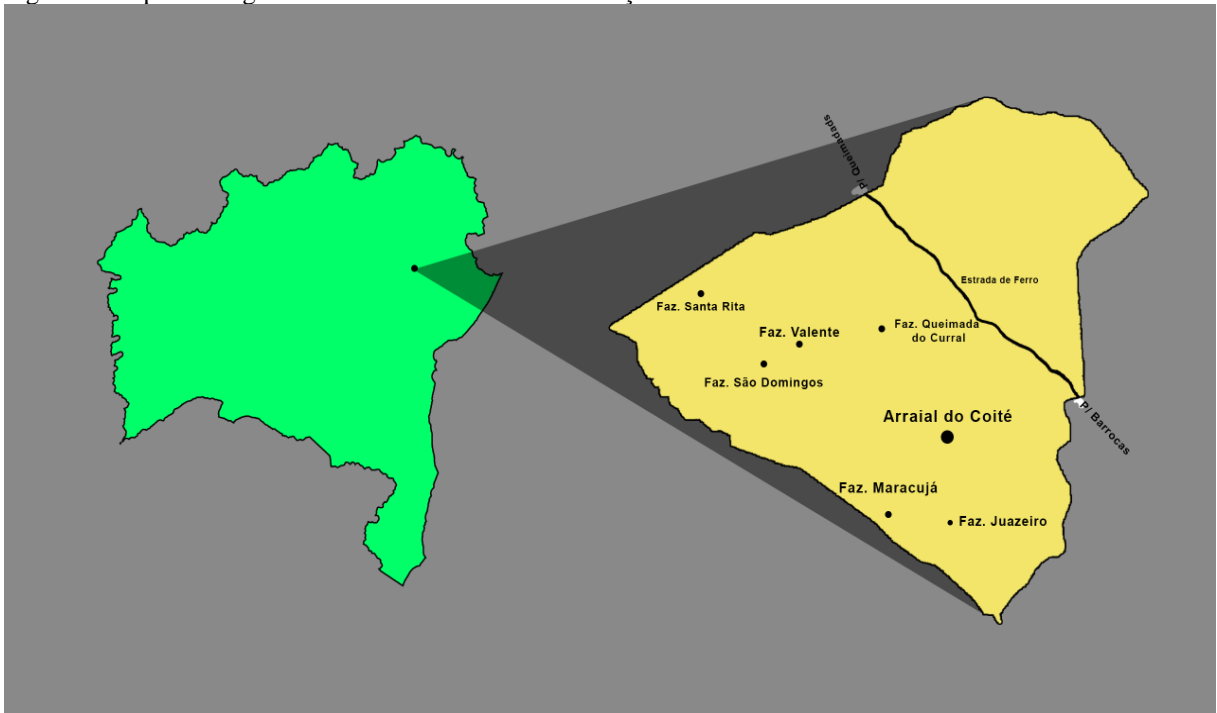 P/ Queimadads
Estrada de Ferro
Faz. Santa Rita
Faz. Valente
Faz. Queimada
do Curral
Faz. São Domingos
Arraial do Coité
P/ Barrocas
Faz. Maracujá
Faz. Juazeiro